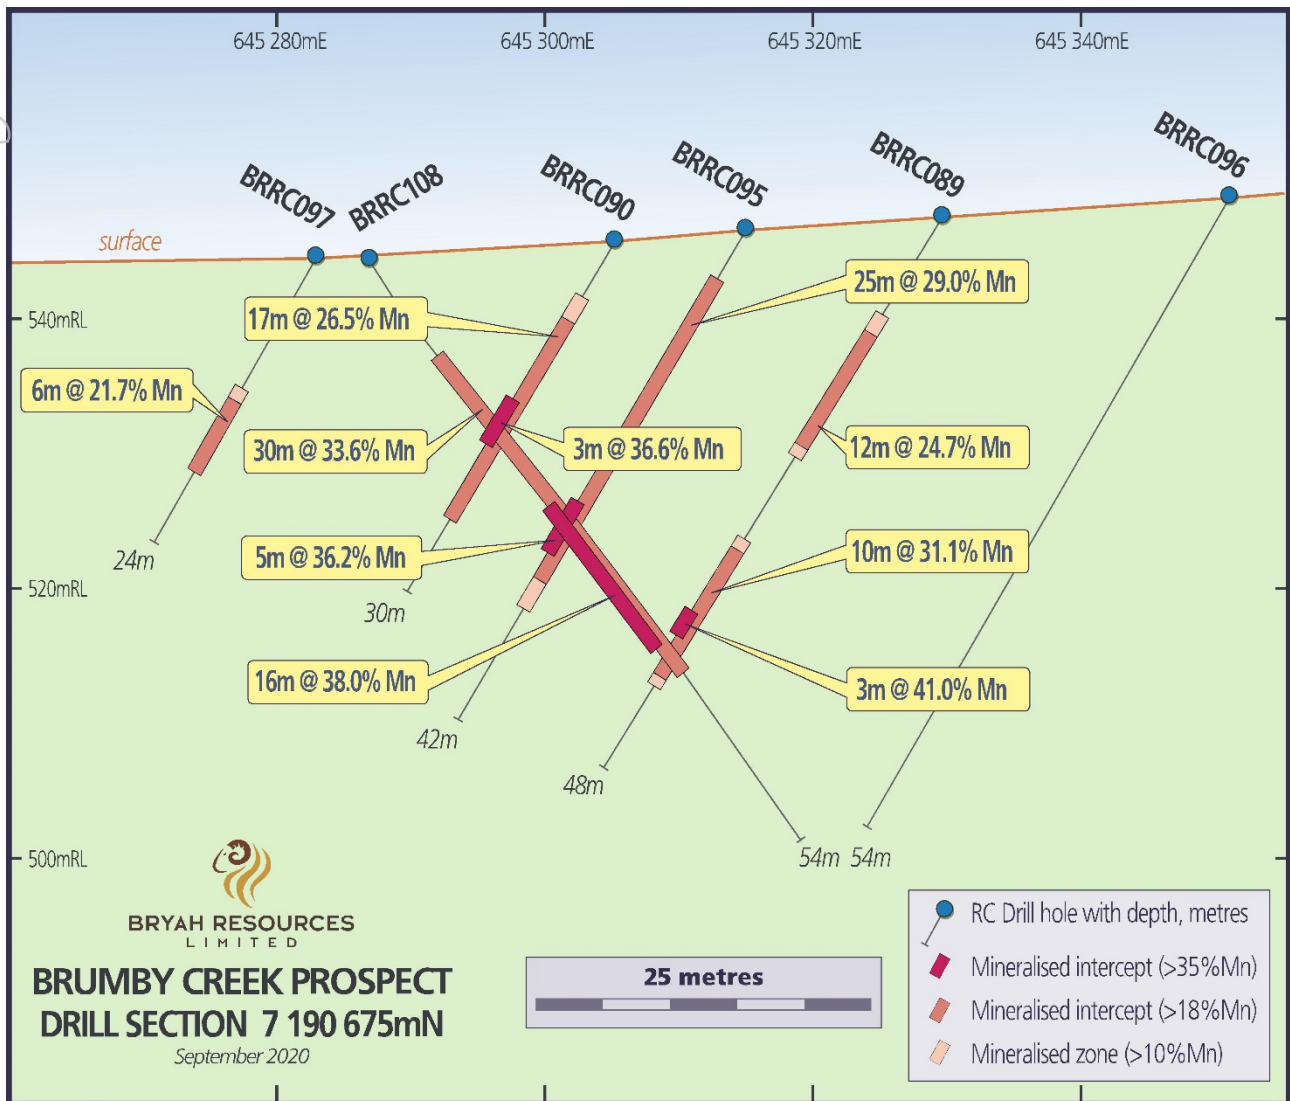 645 280mE
645 300mE
645 320mE
645 340mE
BRRC097
BRRC108
BRRC090
BRRC095
BRRC089
BRRC096
surface
540mRL
520mRL
500mRL
17m @ 26.5% Mn
25m @ 29.0% Mn
6m @ 21.7% Mn
30m @ 33.6% Mn
3m @ 36.6% Mn
12m @ 24.7% Mn
5m @ 36.2% Mn
10m @ 31.1% Mn
16m @ 38.0% Mn
3m @ 41.0% Mn
24m
30m
42m
48m
54m
54m
BRYAH RESOURCES
LIMITED
BRUMBY CREEK PROSPECT
DRILL SECTION 7 190 675mN
September 2020
25 metres
RC Drill hole with depth, metres
Mineralised intercept (>35%Mn)
Mineralised intercept (>18%Mn)
Mineralised zone (>10%Mn)